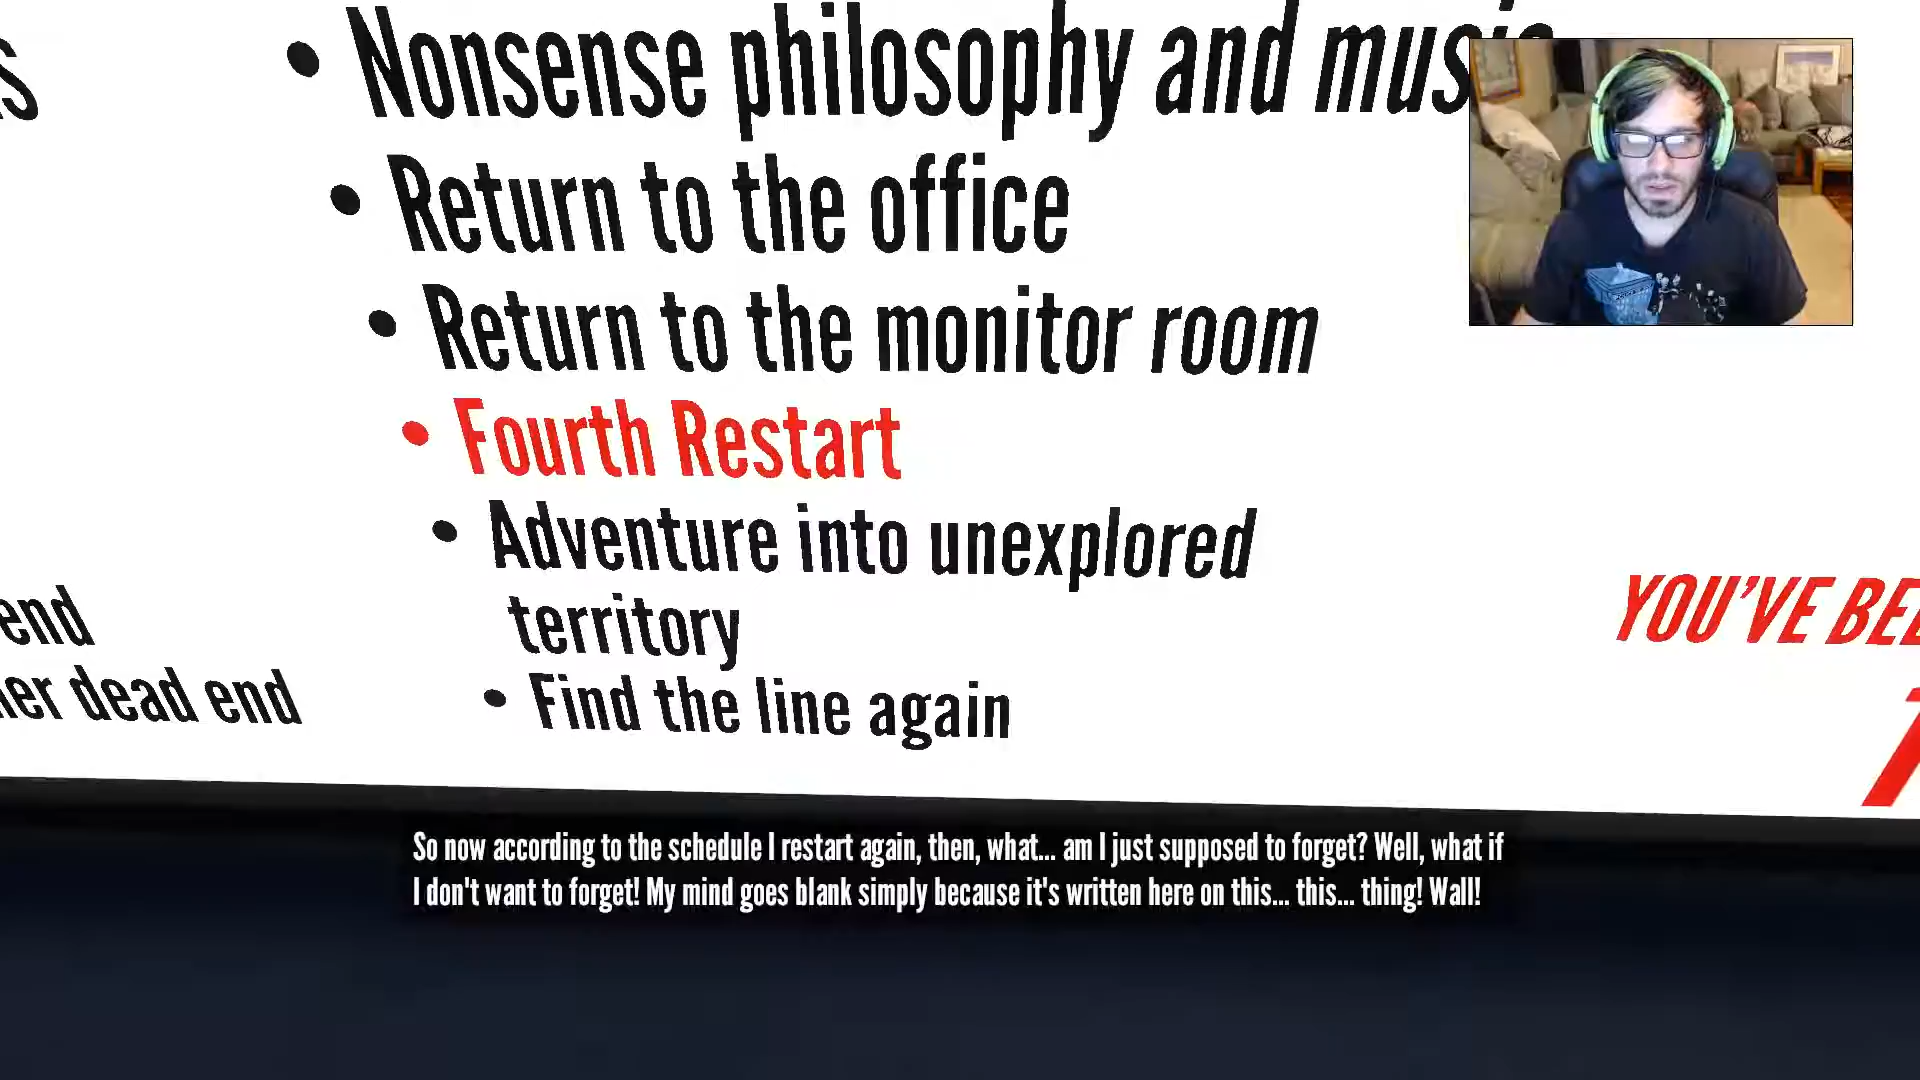 Nonsense philosophy and music
Return to the office
Return to the monitor room
Fourth Restart
Adventure into unexplored
territory
Find the line again
end
dead end
YOU'VE
So now according to the schedule I restart again, then, what... am I just supposed to forget? Well, what if
I don't want to forget! My mind goes blank simply because it's written here on this... this... thing! Wall!